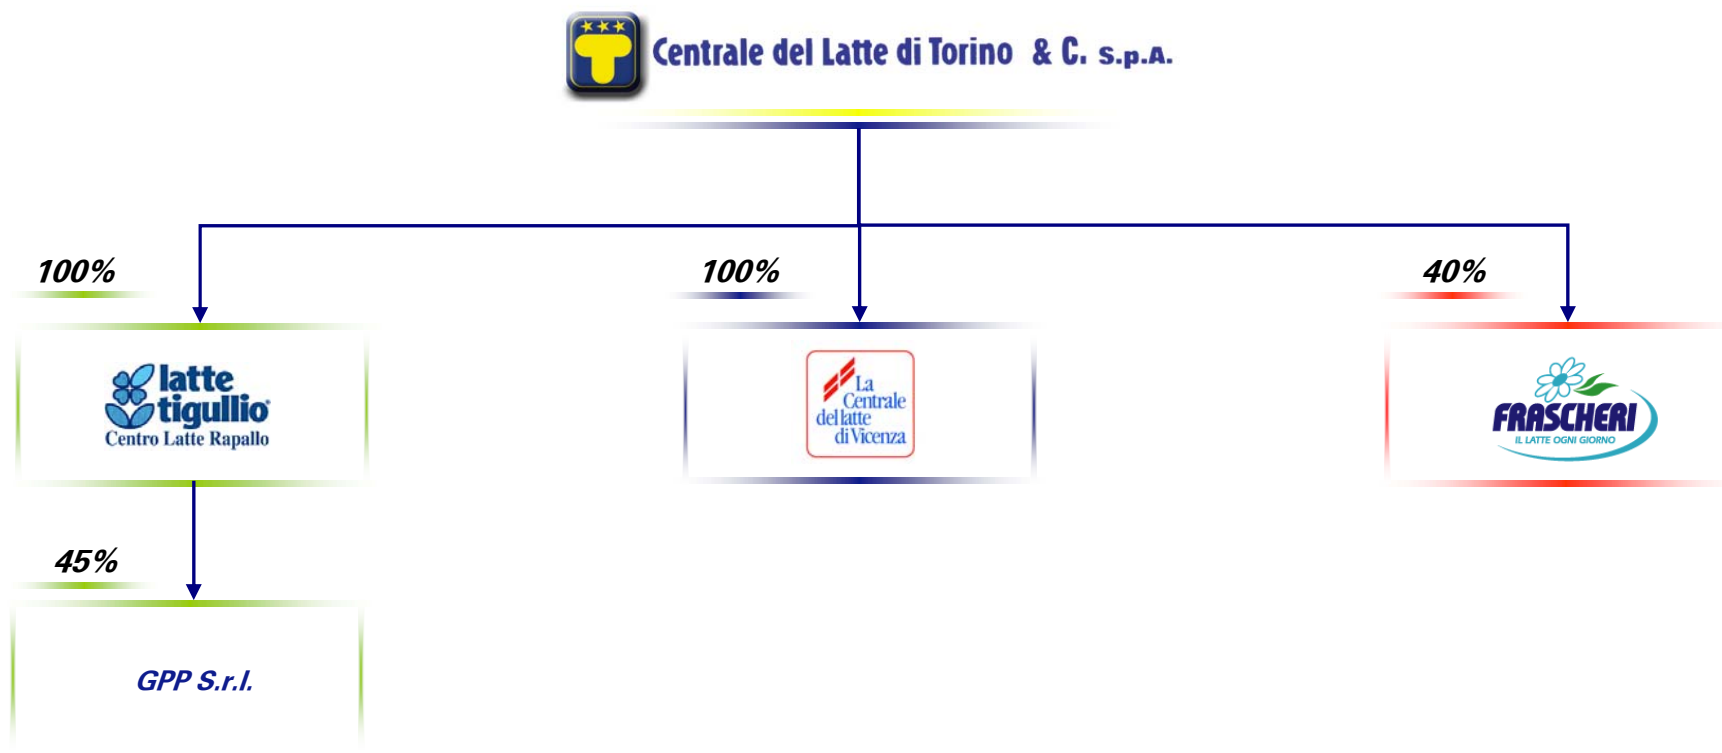 T
Centrale del Latte di Torino & C. S.p.A.
100%
100%
40%
latte
tigullio®
Centro Latte Rapallo
La
Centrale
del latte
di Vicenza
FRASCHERI
IL LATTE OGNI GIORNO
45%
GPP S.r.l.